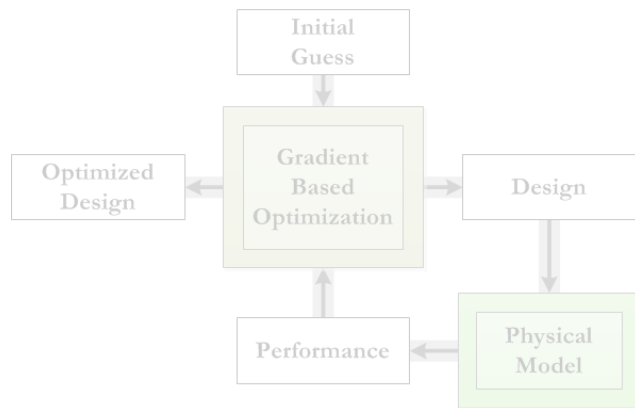 Initial
Guess
Gradient
Based
Optimization
Optimized
Design
Design
Performance
Physical
Model